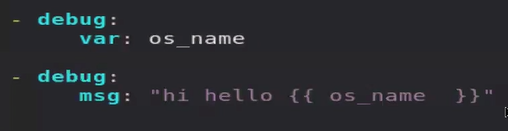 - debug:
    var: os_name
- debug:
    msg: "hi hello {{ os_name  }}"